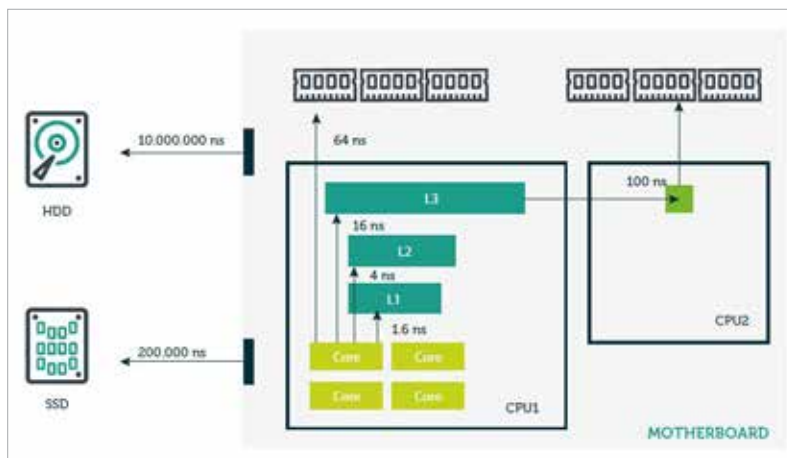 10.000.000 ns
HDD
200.000 ns
SSD
64 ns
L3
16 ns
L2
4 ns
L1
1.6 ns
Core
Core
Core
Core
CPU1
100 ns
CPU2
MOTHERBOARD